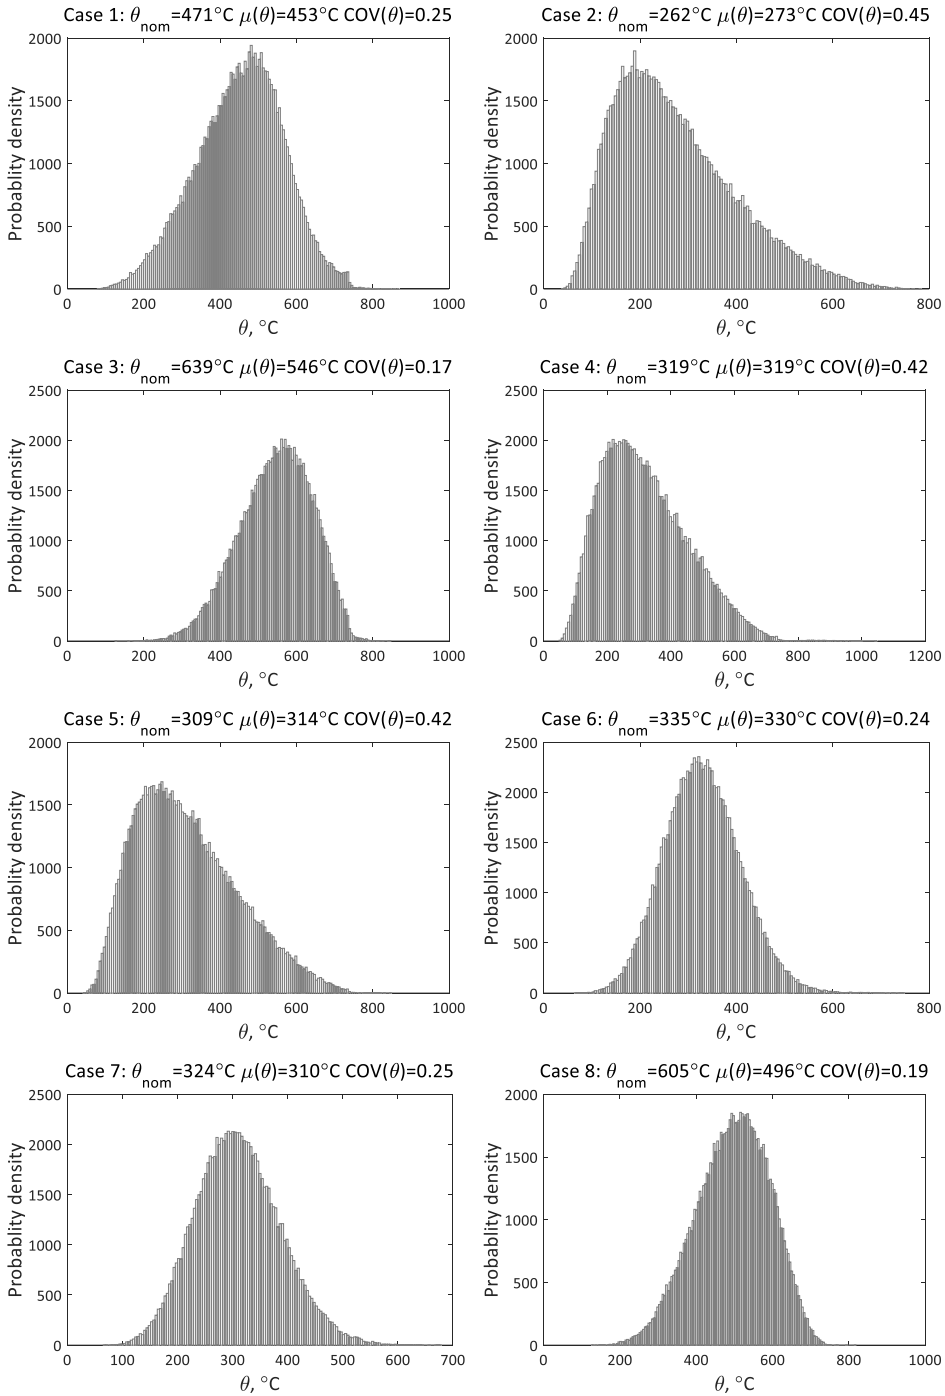 Case 1: θnom=471°C μ(θ)=453°C COV(θ)=0.25
2000
1500
1000
500
0
Probablity density
0 200 400 600 800 1000
θ, °C
Case 2: θnom=262°C μ(θ)=273°C COV(θ)=0.45
2000
1500
1000
500
0
Probablity density
0 200 400 600 800
θ, °C
Case 3: θnom=639°C μ(θ)=546°C COV(θ)=0.17
2500
2000
1500
1000
500
0
Probablity density
0 200 400 600 800 1000
θ, °C
Case 4: θnom=319°C μ(θ)=319°C COV(θ)=0.42
2500
2000
1500
1000
500
0
Probablity density
0 200 400 600 800 1000 1200
θ, °C
Case 5: θnom=309°C μ(θ)=314°C COV(θ)=0.42
2000
1500
1000
500
0
Probablity density
0 200 400 600 800 1000
θ, °C
Case 6: θnom=335°C μ(θ)=330°C COV(θ)=0.24
2500
2000
1500
1000
500
0
Probablity density
0 200 400 600 800
θ, °C
Case 7: θnom=324°C μ(θ)=310°C COV(θ)=0.25
2500
2000
1500
1000
500
0
Probablity density
0 100 200 300 400 500 600 700
θ, °C
Case 8: θnom=605°C μ(θ)=496°C COV(θ)=0.19
2000
1500
1000
500
0
Probablity density
0 200 400 600 800 1000
θ, °C